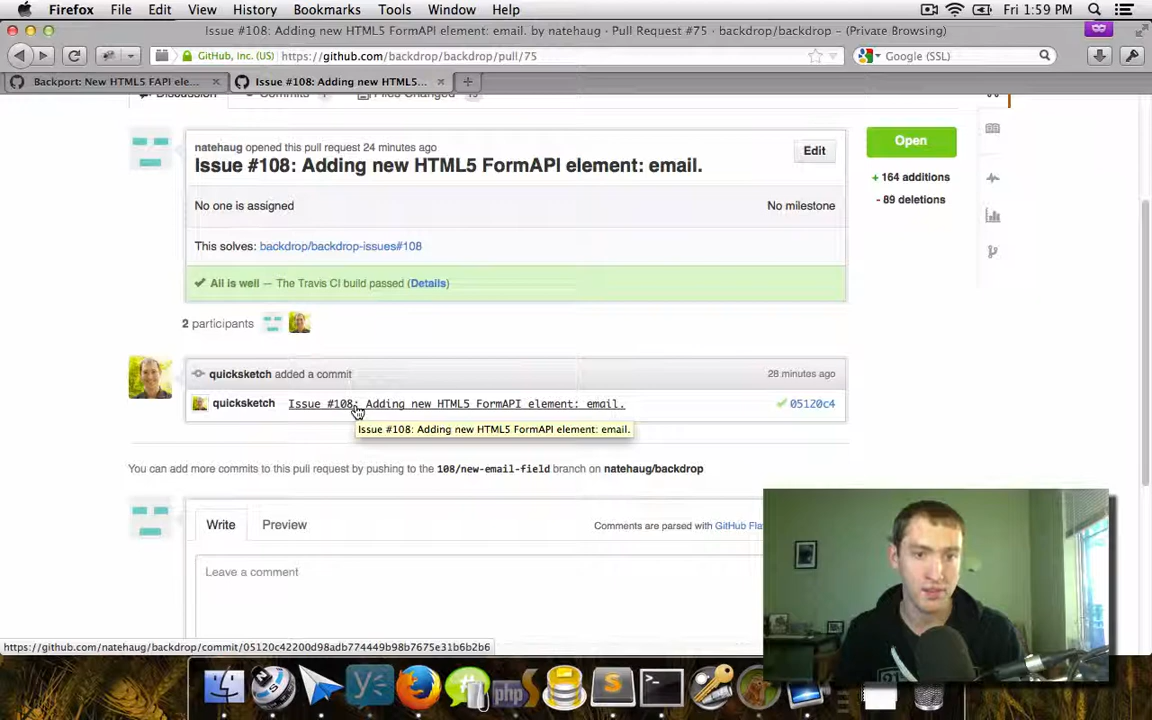 Firefox File Edit View History Bookmarks Tools Window Help Fri 1:59 PM
Issue #108: Adding new HTML5 FormAPI element: email. by natehaug · Pull Request #75 · backdrop/backdrop — (Private Browsing)
GitHub, Inc. (US) https://github.com/backdrop/backdrop/pull/75 Google (SSL)
Backport: New HTML5 FAPI ele... Issue #108: Adding new HTML5...
Discussion Commits Files Changed
natehaug opened this pull request 24 minutes ago
Issue #108: Adding new HTML5 FormAPI element: email.
Edit
Open
+ 164 additions
- 89 deletions
No one is assigned No milestone
This solves: backdrop/backdrop-issues#108
All is well — The Travis CI build passed (Details)
2 participants
quicksketch added a commit 28 minutes ago
quicksketch Issue #108: Adding new HTML5 FormAPI element: email. 05120c4
Issue #108: Adding new HTML5 FormAPI element: email.
You can add more commits to this pull request by pushing to the 108/new-email-field branch on natehaug/backdrop
Write Preview Comments are parsed with GitHub Fla
Leave a comment
https://github.com/natehaug/backdrop/commit/05120c42200d98adb774449b98b7675e31b6b2b6
php